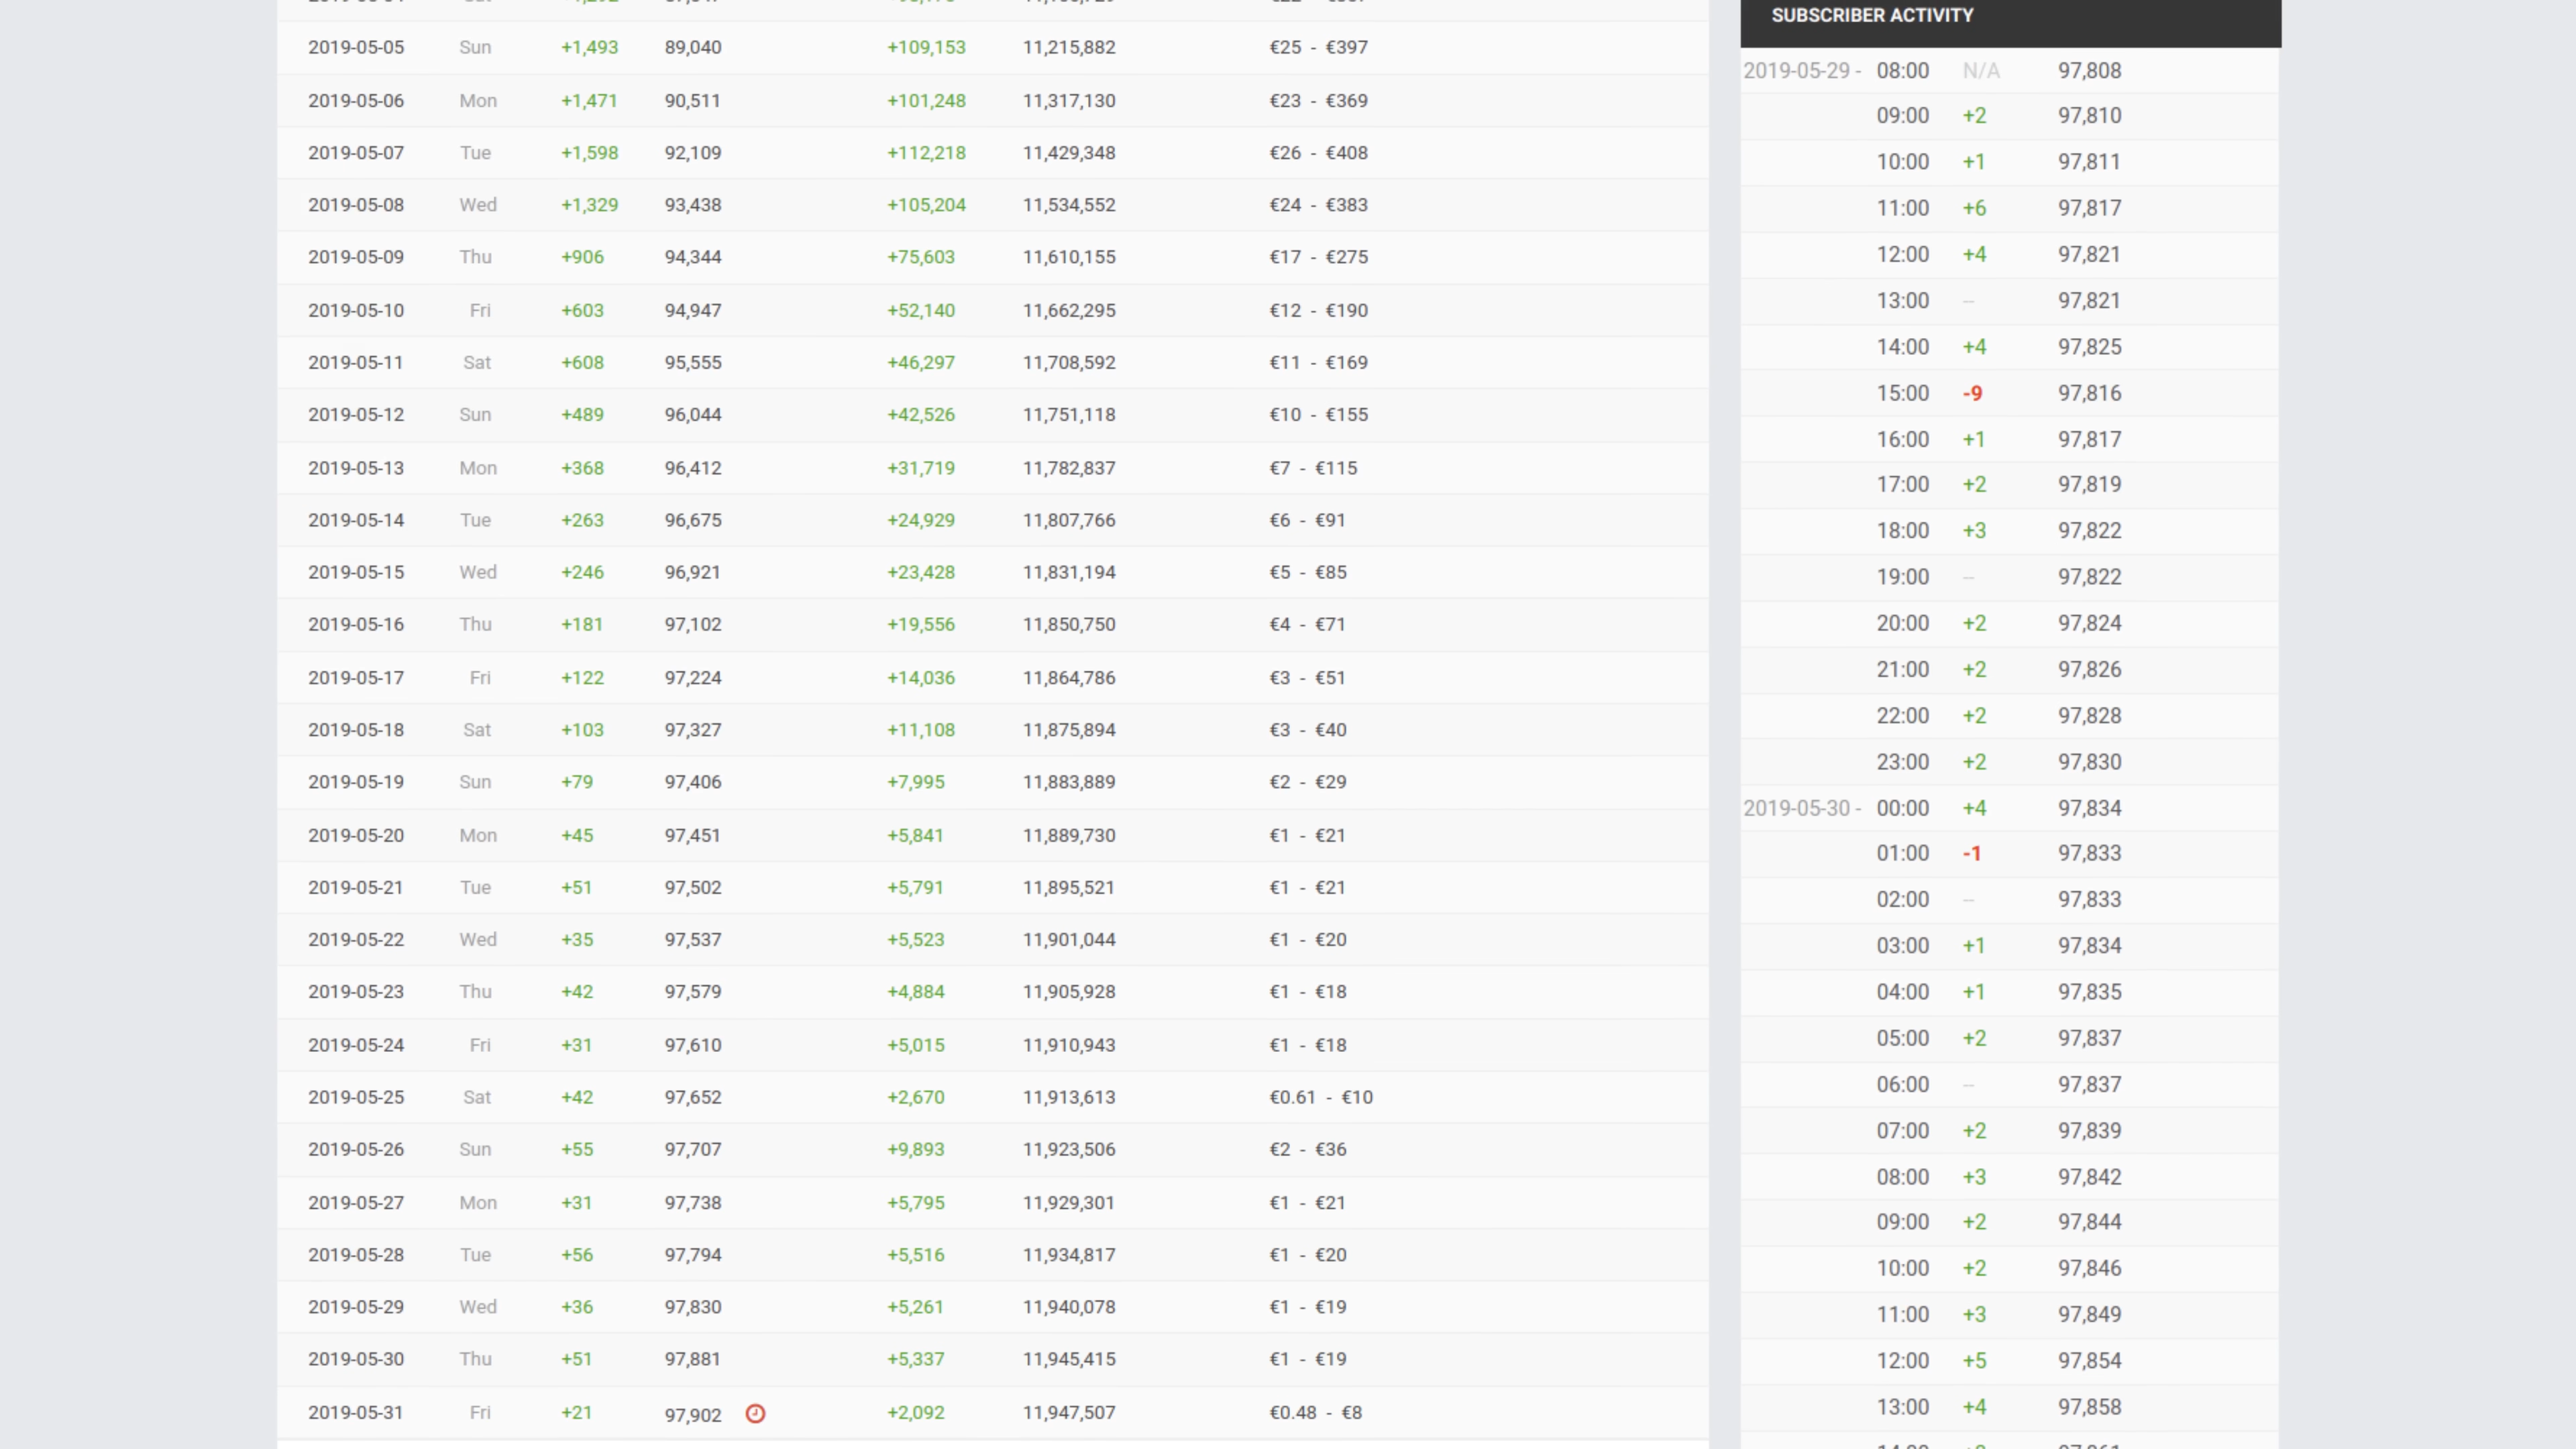 2019-05-05 Sun +1,493 89,040 +109,153 11,215,882 €25 - €397
2019-05-06 Mon +1,471 90,511 +101,248 11,317,130 €23 - €369
2019-05-07 Tue +1,598 92,109 +112,218 11,429,348 €26 - €408
2019-05-08 Wed +1,329 93,438 +105,204 11,534,552 €24 - €383
2019-05-09 Thu +906 94,344 +75,603 11,610,155 €17 - €275
2019-05-10 Fri +603 94,947 +52,140 11,662,295 €12 - €190
2019-05-11 Sat +608 95,555 +46,297 11,708,592 €11 - €169
2019-05-12 Sun +489 96,044 +42,526 11,751,118 €10 - €155
2019-05-13 Mon +368 96,412 +31,719 11,782,837 €7 - €115
2019-05-14 Tue +263 96,675 +24,929 11,807,766 €6 - €91
2019-05-15 Wed +246 96,921 +23,428 11,831,194 €5 - €85
2019-05-16 Thu +181 97,102 +19,556 11,850,750 €4 - €71
2019-05-17 Fri +122 97,224 +14,036 11,864,786 €3 - €51
2019-05-18 Sat +103 97,327 +11,108 11,875,894 €3 - €40
2019-05-19 Sun +79 97,406 +7,995 11,883,889 €2 - €29
2019-05-20 Mon +45 97,451 +5,841 11,889,730 €1 - €21
2019-05-21 Tue +51 97,502 +5,791 11,895,521 €1 - €21
2019-05-22 Wed +35 97,537 +5,523 11,901,044 €1 - €20
2019-05-23 Thu +42 97,579 +4,884 11,905,928 €1 - €18
2019-05-24 Fri +31 97,610 +5,015 11,910,943 €1 - €18
2019-05-25 Sat +42 97,652 +2,670 11,913,613 €0.61 - €10
2019-05-26 Sun +55 97,707 +9,893 11,923,506 €2 - €36
2019-05-27 Mon +31 97,738 +5,795 11,929,301 €1 - €21
2019-05-28 Tue +56 97,794 +5,516 11,934,817 €1 - €20
2019-05-29 Wed +36 97,830 +5,261 11,940,078 €1 - €19
2019-05-30 Thu +51 97,881 +5,337 11,945,415 €1 - €19
2019-05-31 Fri +21 97,902 +2,092 11,947,507 €0.48 - €8
SUBSCRIBER ACTIVITY
2019-05-29 - 08:00 N/A 97,808
09:00 +2 97,810
10:00 +1 97,811
11:00 +6 97,817
12:00 +4 97,821
13:00 -- 97,821
14:00 +4 97,825
15:00 -9 97,816
16:00 +1 97,817
17:00 +2 97,819
18:00 +3 97,822
19:00 -- 97,822
20:00 +2 97,824
21:00 +2 97,826
22:00 +2 97,828
23:00 +2 97,830
2019-05-30 - 00:00 +4 97,834
01:00 -1 97,833
02:00 -- 97,833
03:00 +1 97,834
04:00 +1 97,835
05:00 +2 97,837
06:00 -- 97,837
07:00 +2 97,839
08:00 +3 97,842
09:00 +2 97,844
10:00 +2 97,846
11:00 +3 97,849
12:00 +5 97,854
13:00 +4 97,858